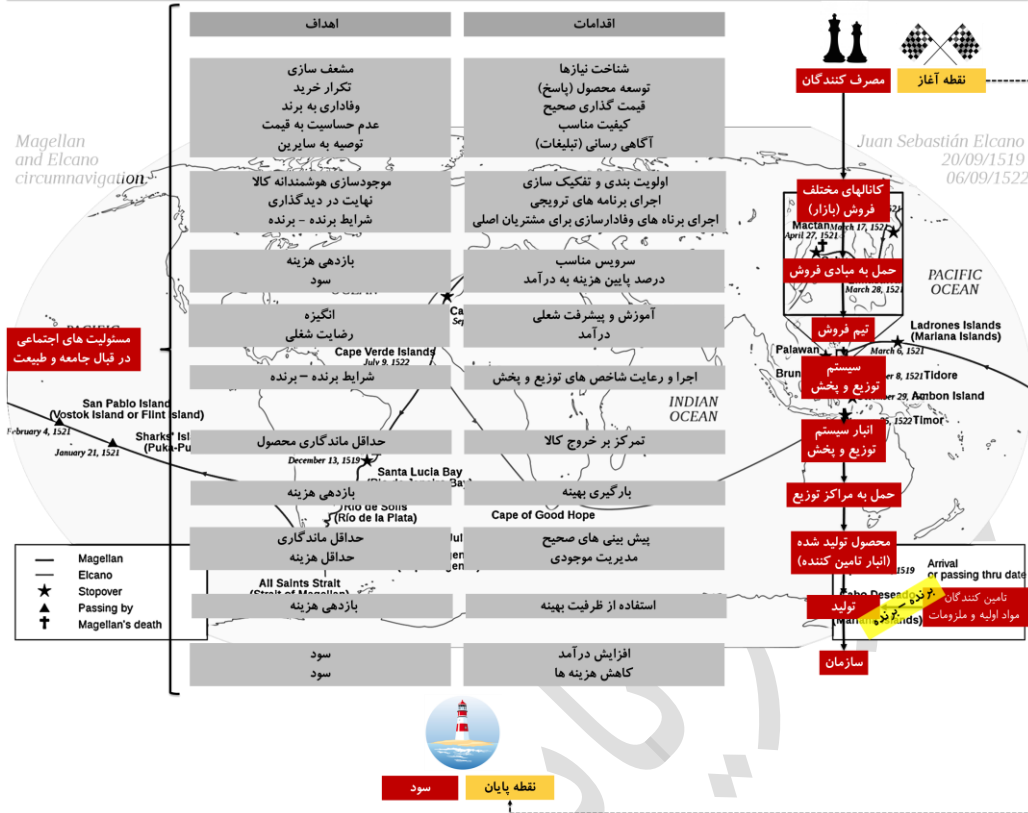 اهداف
اقدامات
مصرف کنندگان
نقطه آغاز
شناخت نیازها
توسعه محصول (پاسخ)
قیمت گذاری صحیح
کیفیت مناسب
آگاهی رسانی (تبلیغات)
مشعف سازی
تکرار خرید
وفاداری به برند
عدم حساسیت به قیمت
توصیه به سایرین
Magellan
and Elcano
circumnavigation
Juan Sebastián Elcano
20/09/1519
06/09/1522
کانالهای مختلف
فروش (بازار)
اولویت بندی و تفکیک سازی
اجرای برنامه های ترویجی
اجرای برناه های وفادارسازی برای مشتریان اصلی
موجودسازی هوشمندانه کالا
نهایت در دیدگذاری
شرایط برنده – برنده
Mactan
April 27, 1521
March 17, 1521
حمل به مبادی فروش
March 28, 1521
سرویس مناسب
درصد پایین هزینه به درآمد
بازدهی هزینه
سود
PACIFIC
OCEAN
تیم فروش
آموزش و پیشرفت شعلی
درآمد
انگیزه
رضایت شغلی
مسئولیت های اجتماعی
در قبال جامعه و طبیعت
Ladrones Islands
(Mariana Islands)
March 6, 1521
Cape Verde Islands
July 9, 1522
Palawan
سیستم
توزیع و پخش
اجرا و رعایت شاخص های توزیع و پخش
شرایط برنده – برنده
Tidore
Ambon Island
Timor
INDIAN
OCEAN
San Pablo Island
(Vostok Island or Flint Island)
February 4, 1521
January 21, 1521
انبار سیستم
توزیع و پخش
تمرکز بر خروج کالا
حداقل ماندگاری محصول
December 13, 1519
Santa Lucia Bay
حمل به مراکز توزیع
بارگیری بهینه
بازدهی هزینه
Rio de Solis
(Río de la Plata)
Cape of Good Hope
محصول تولید شده
(انبار تامین کننده)
پیش بینی های صحیح
مدیریت موجودی
حداقل ماندگاری
حداقل هزینه
Magellan
Elcano
Stopover
Passing by
Magellan's death
All Saints Strait
(Strait of Magellan)
Arrival
or passing thru date
Cabo Deseado
تولید
برنده – برنده
تامین کنندگان
مواد اولیه و ملزومات
استفاده از ظرفیت بهینه
بازدهی هزینه
سازمان
افزایش درآمد
کاهش هزینه ها
سود
سود
سود
نقطه پایان